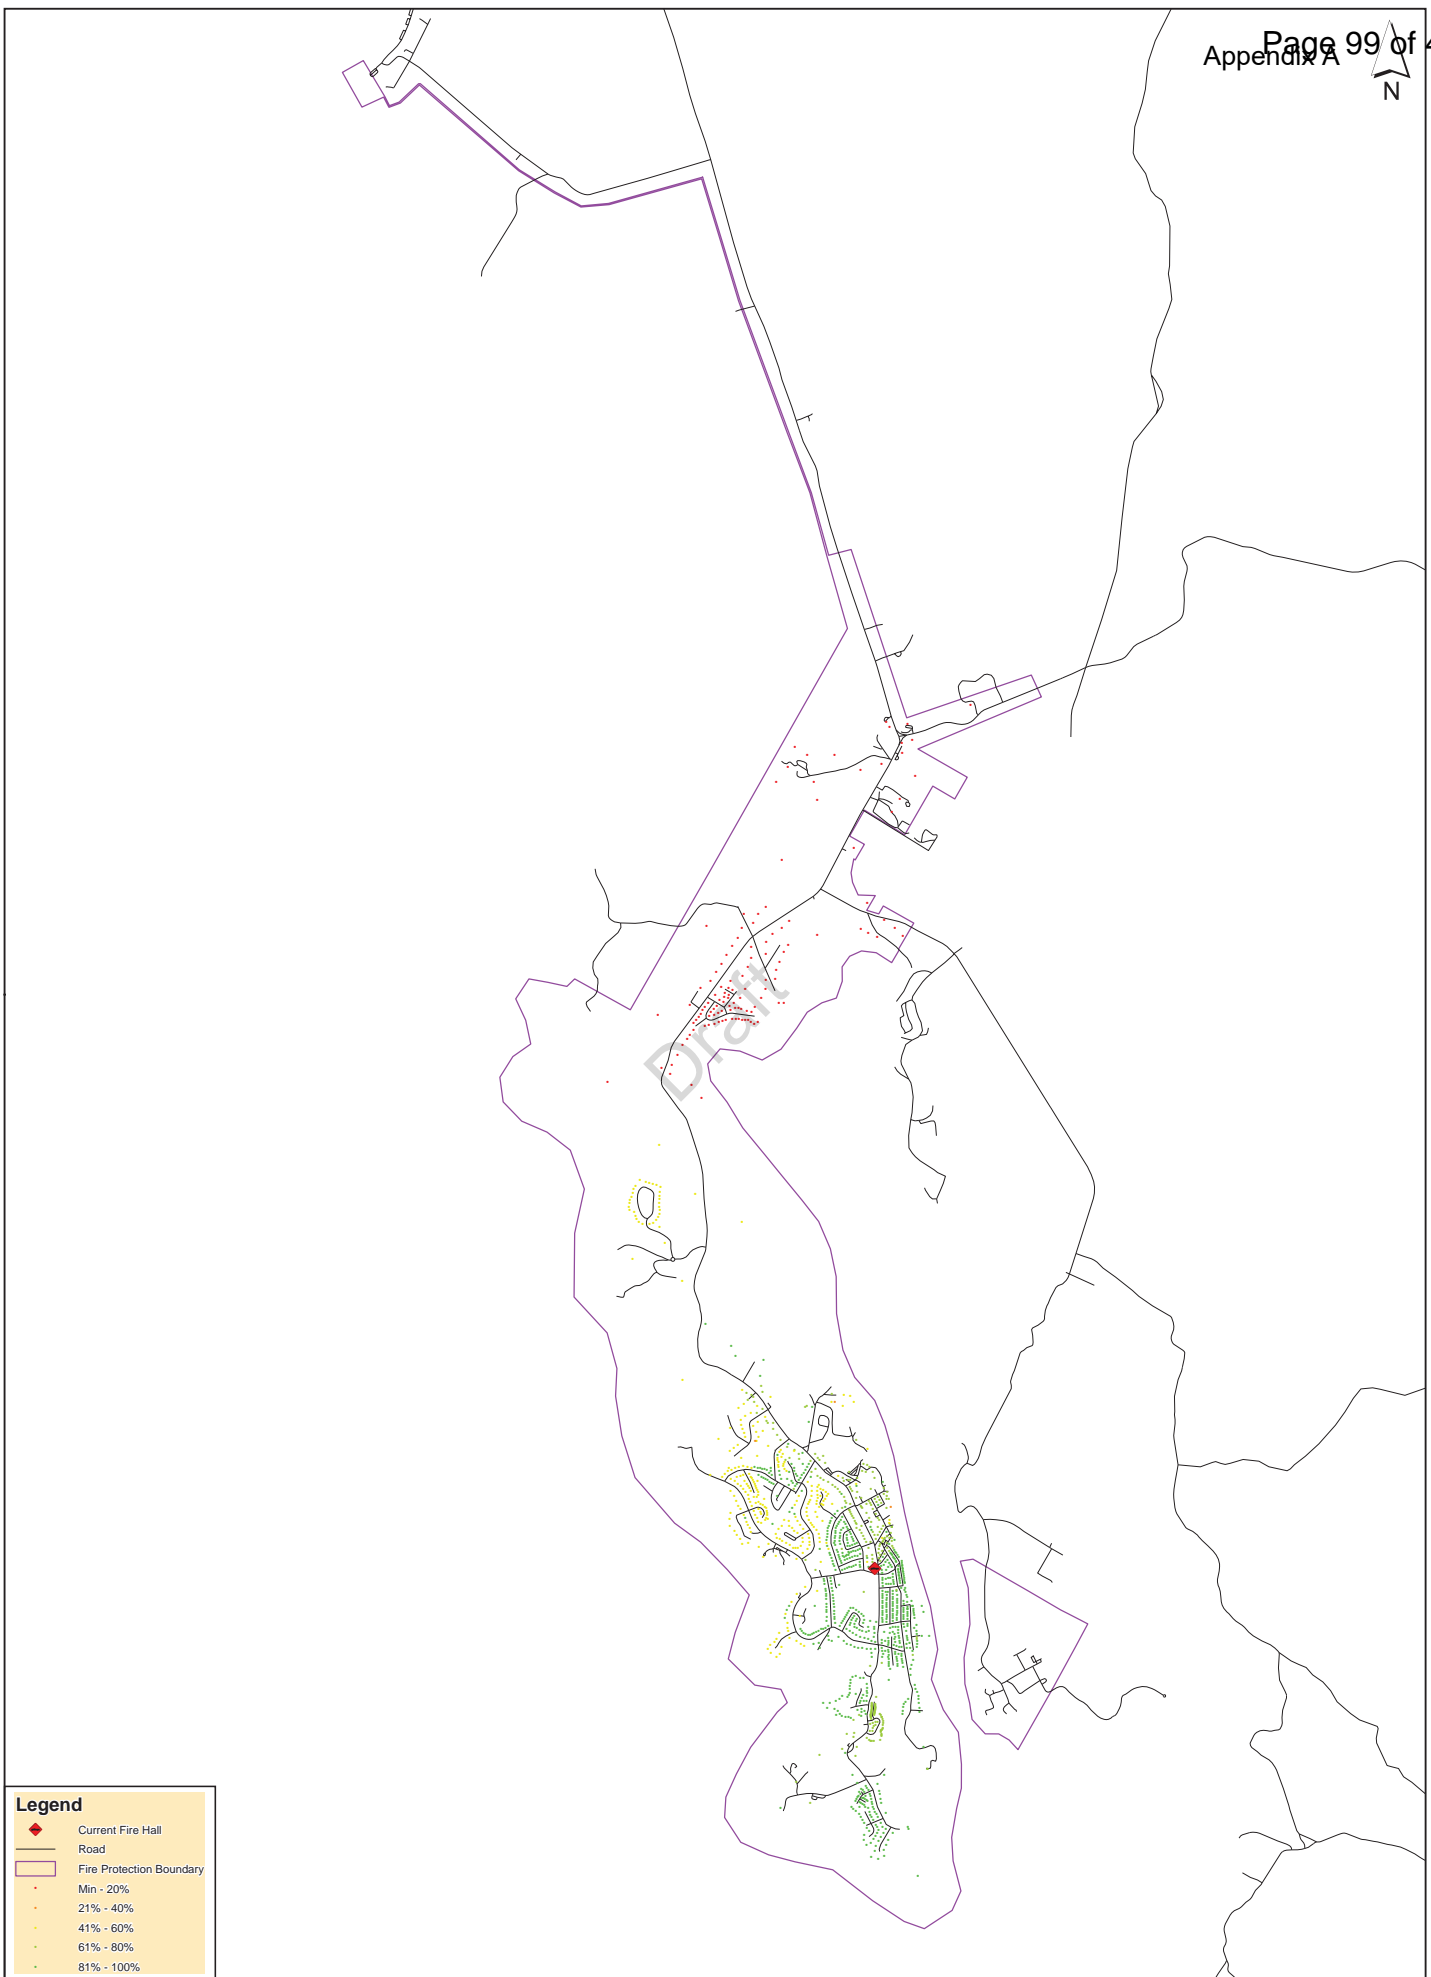 Page 99 of 4
Appendix A
N
Draft
Legend
Current Fire Hall
Road
Fire Protection Boundary
Min - 20%
21% - 40%
41% - 60%
61% - 80%
81% - 100%